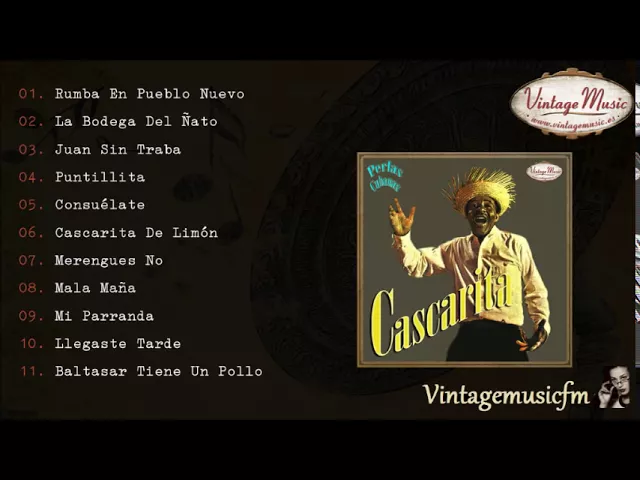 01. Rumba En Pueblo Nuevo
02. La Bodega Del Ñato
03. Juan Sin Traba
04. Puntillita
05. Consuélate
06. Cascarita De Limón
07. Merengues No
08. Mala Maña
09. Mi Parranda
10. Llegaste Tarde
11. Baltasar Tiene Un Pollo
Vintage Music
www.vintagemusic.es
Perlas
Cubanas
Vintage Music
Cascarita
Vintagemusicfm